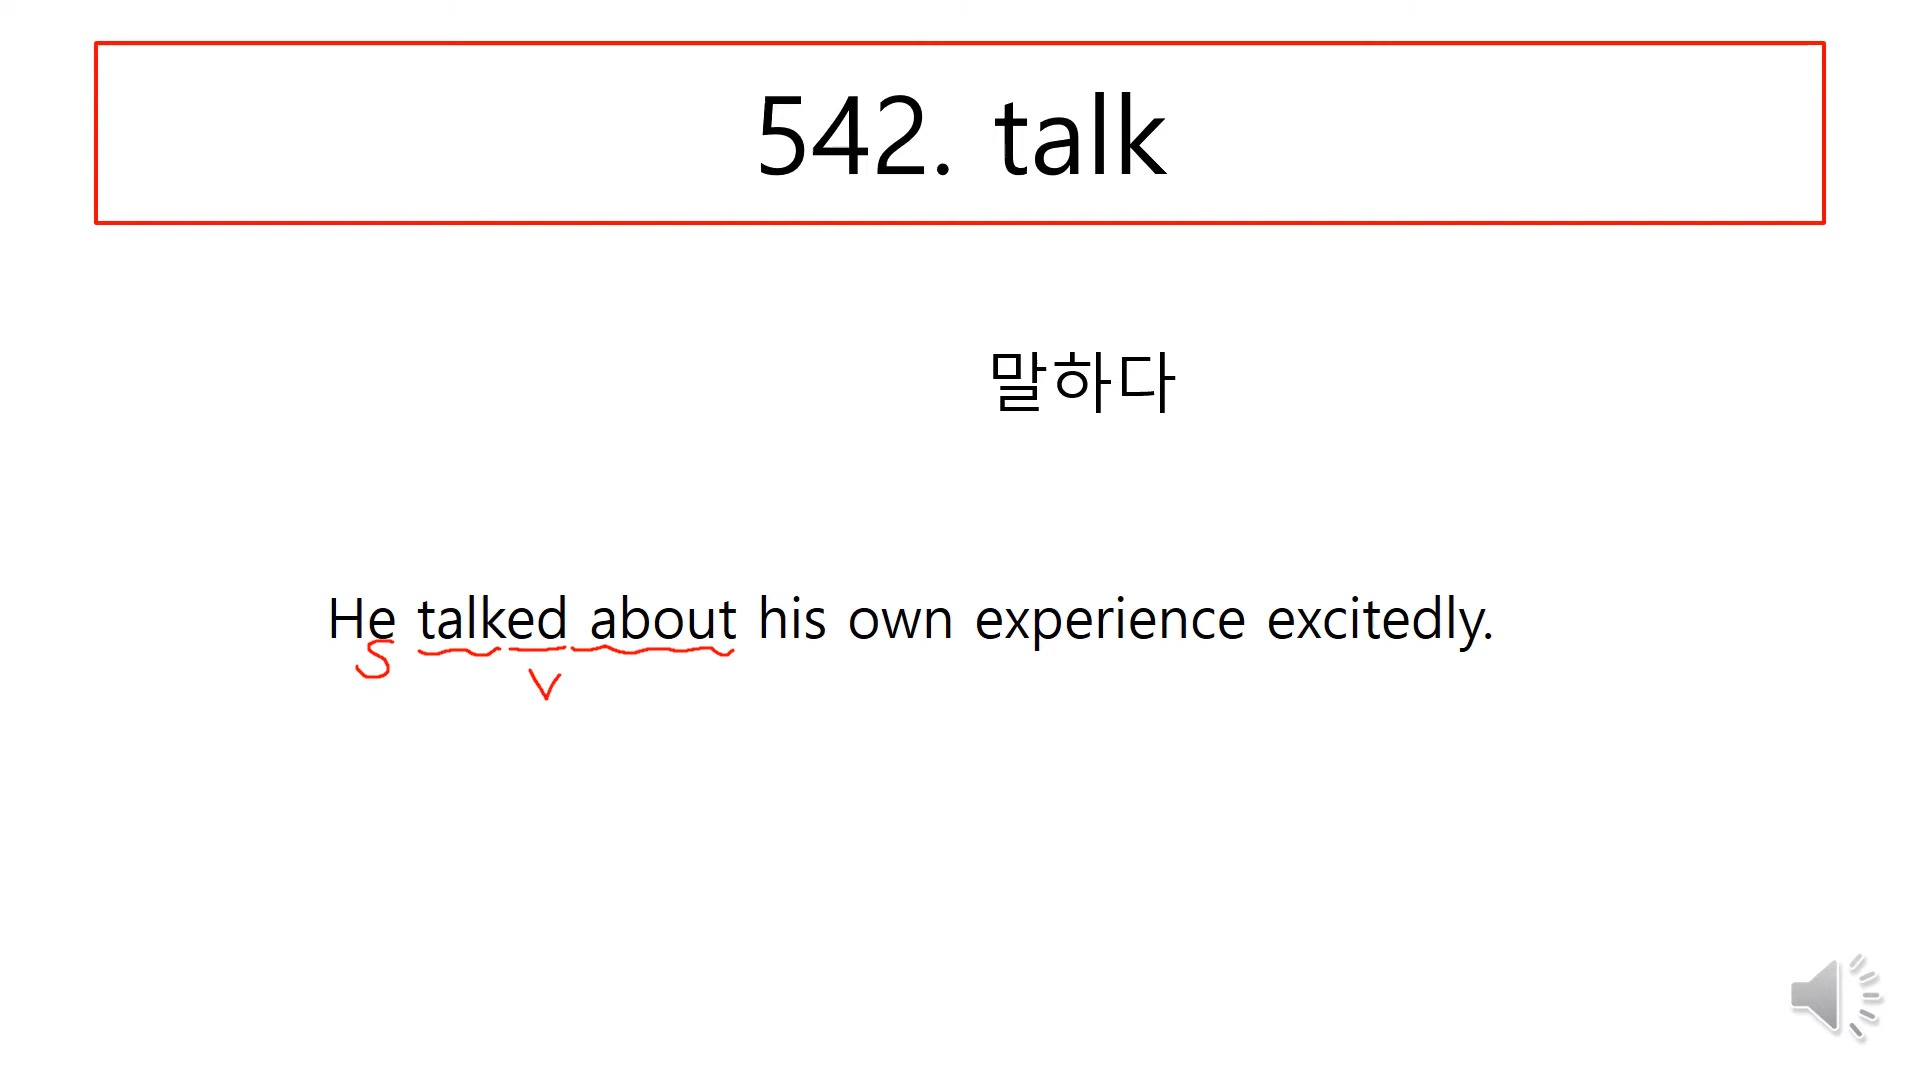 542. talk
말하다
He talked about his own experience excitedly.
S V